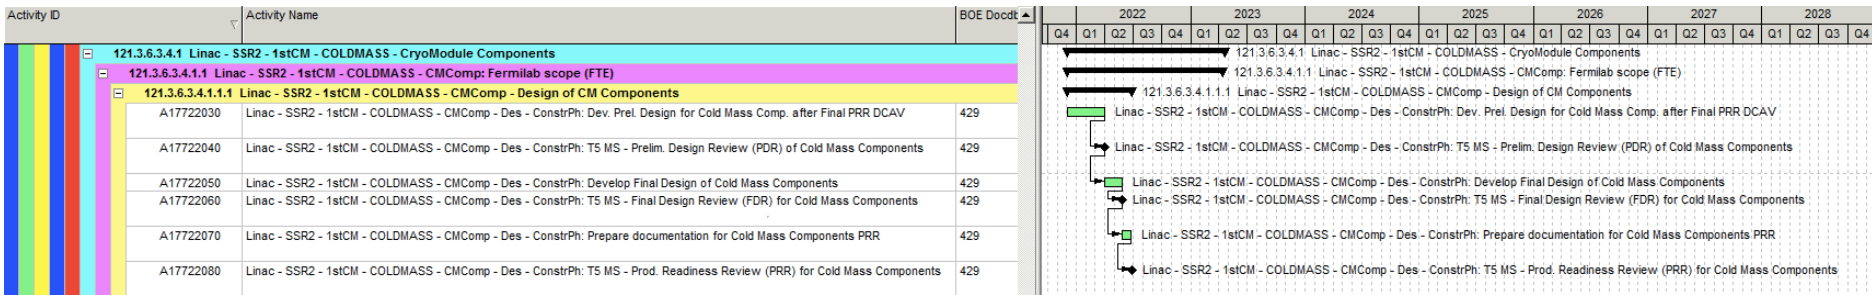 Activity ID Activity Name BOE Docdb 2022 2023 2024 2025 2026 2027 2028
Q4 Q1 Q2 Q3 Q4 Q1 Q2 Q3 Q4 Q1 Q2 Q3 Q4 Q1 Q2 Q3 Q4 Q1 Q2 Q3 Q4 Q1 Q2 Q3 Q4 Q1 Q2 Q3 Q4
121.3.6.3.4.1 Linac - SSR2 - 1stCM - COLDMASS - CryoModule Components 121.3.6.3.4.1 Linac - SSR2 - 1stCM - COLDMASS - CryoModule Components
121.3.6.3.4.1.1 Linac - SSR2 - 1stCM - COLDMASS - CMComp: Fermilab scope (FTE) 121.3.6.3.4.1.1 Linac - SSR2 - 1stCM - COLDMASS - CMComp: Fermilab scope (FTE)
121.3.6.3.4.1.1.1 Linac - SSR2 - 1stCM - COLDMASS - CMComp - Design of CM Components 121.3.6.3.4.1.1.1 Linac - SSR2 - 1stCM - COLDMASS - CMComp - Design of CM Components
A17722030 Linac - SSR2 - 1stCM - COLDMASS - CMComp - Des - ConstrPh: Dev. Prel. Design for Cold Mass Comp. after Final PRR DCAV 429 Linac - SSR2 - 1stCM - COLDMASS - CMComp - Des - ConstrPh: Dev. Prel. Design for Cold Mass Comp. after Final PRR DCAV
A17722040 Linac - SSR2 - 1stCM - COLDMASS - CMComp - Des - ConstrPh: T5 MS - Prelim. Design Review (PDR) of Cold Mass Components 429 Linac - SSR2 - 1stCM - COLDMASS - CMComp - Des - ConstrPh: T5 MS - Prelim. Design Review (PDR) of Cold Mass Components
A17722050 Linac - SSR2 - 1stCM - COLDMASS - CMComp - Des - ConstrPh: Develop Final Design of Cold Mass Components 429 Linac - SSR2 - 1stCM - COLDMASS - CMComp - Des - ConstrPh: Develop Final Design of Cold Mass Components
A17722060 Linac - SSR2 - 1stCM - COLDMASS - CMComp - Des - ConstrPh: T5 MS - Final Design Review (FDR) for Cold Mass Components 429 Linac - SSR2 - 1stCM - COLDMASS - CMComp - Des - ConstrPh: T5 MS - Final Design Review (FDR) for Cold Mass Components
A17722070 Linac - SSR2 - 1stCM - COLDMASS - CMComp - Des - ConstrPh: Prepare documentation for Cold Mass Components PRR 429 Linac - SSR2 - 1stCM - COLDMASS - CMComp - Des - ConstrPh: Prepare documentation for Cold Mass Components PRR
A17722080 Linac - SSR2 - 1stCM - COLDMASS - CMComp - Des - ConstrPh: T5 MS - Prod. Readiness Review (PRR) for Cold Mass Components 429 Linac - SSR2 - 1stCM - COLDMASS - CMComp - Des - ConstrPh: T5 MS - Prod. Readiness Review (PRR) for Cold Mass Components